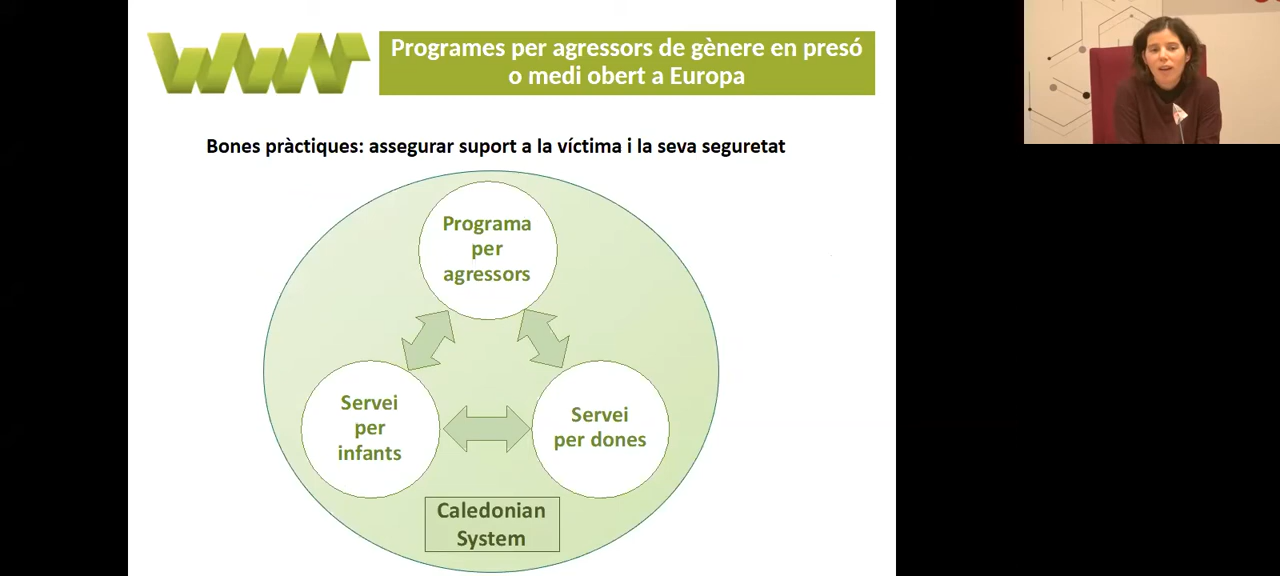 Programes per agressors de gènere en presó
o medi obert a Europa
Bones pràctiques: assegurar suport a la víctima i la seva seguretat
Programa
per
agressors
Servei
per
infants
Servei
per dones
Caledonian
System